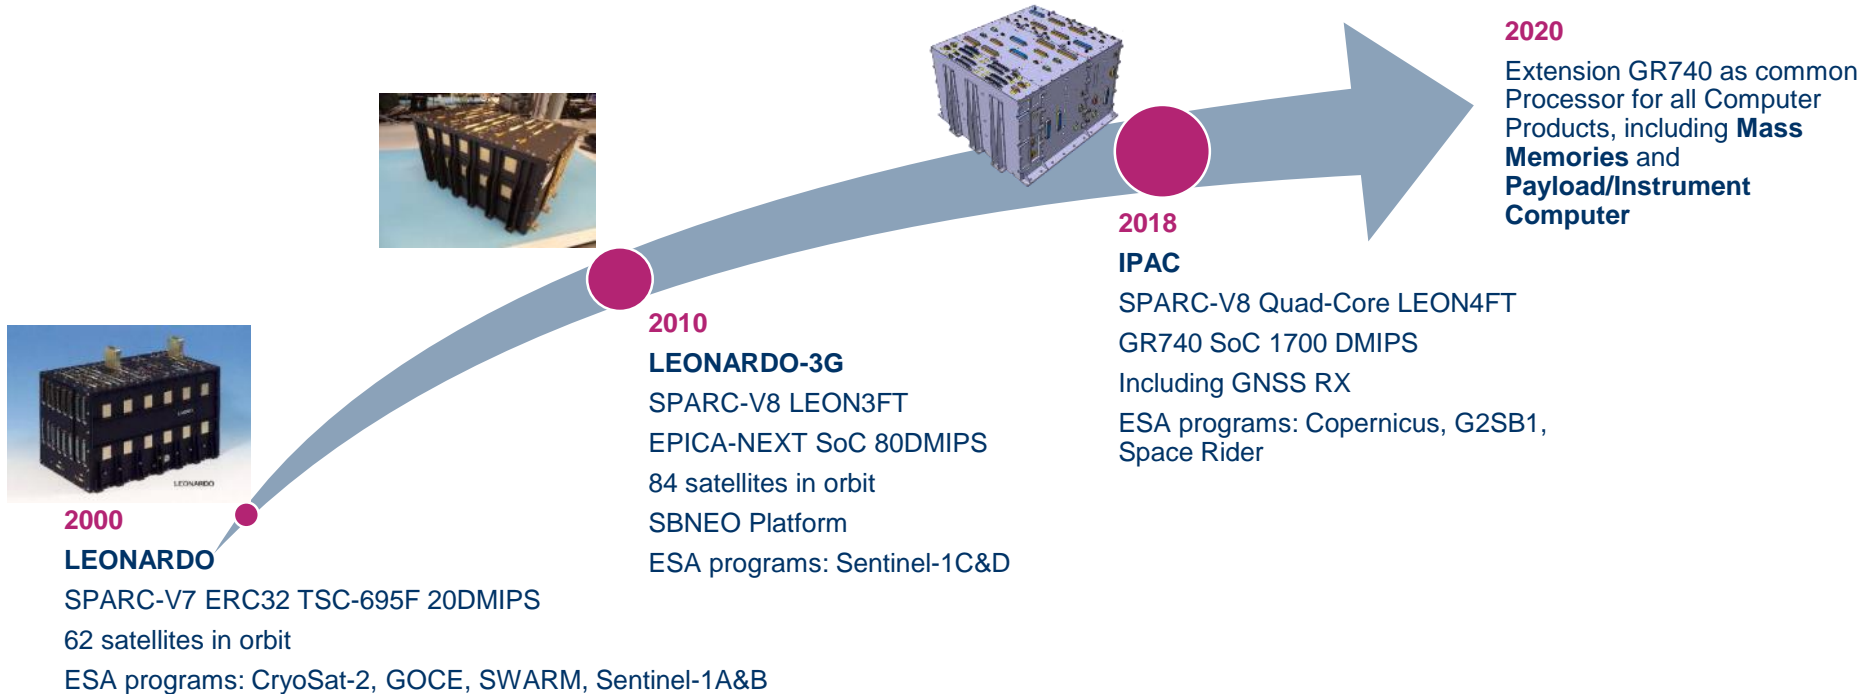 2000
LEONARDO
SPARC-V7 ERC32 TSC-695F 20DMIPS
62 satellites in orbit
ESA programs: CryoSat-2, GOCE, SWARM, Sentinel-1A&B
LEONARDO
2010
LEONARDO-3G
SPARC-V8 LEON3FT
EPICA-NEXT SoC 80DMIPS
84 satellites in orbit
SBNEO Platform
ESA programs: Sentinel-1C&D
2018
IPAC
SPARC-V8 Quad-Core LEON4FT
GR740 SoC 1700 DMIPS
Including GNSS RX
ESA programs: Copernicus, G2SB1,
Space Rider
2020
Extension GR740 as common
Processor for all Computer
Products, including Mass
Memories and
Payload/Instrument
Computer